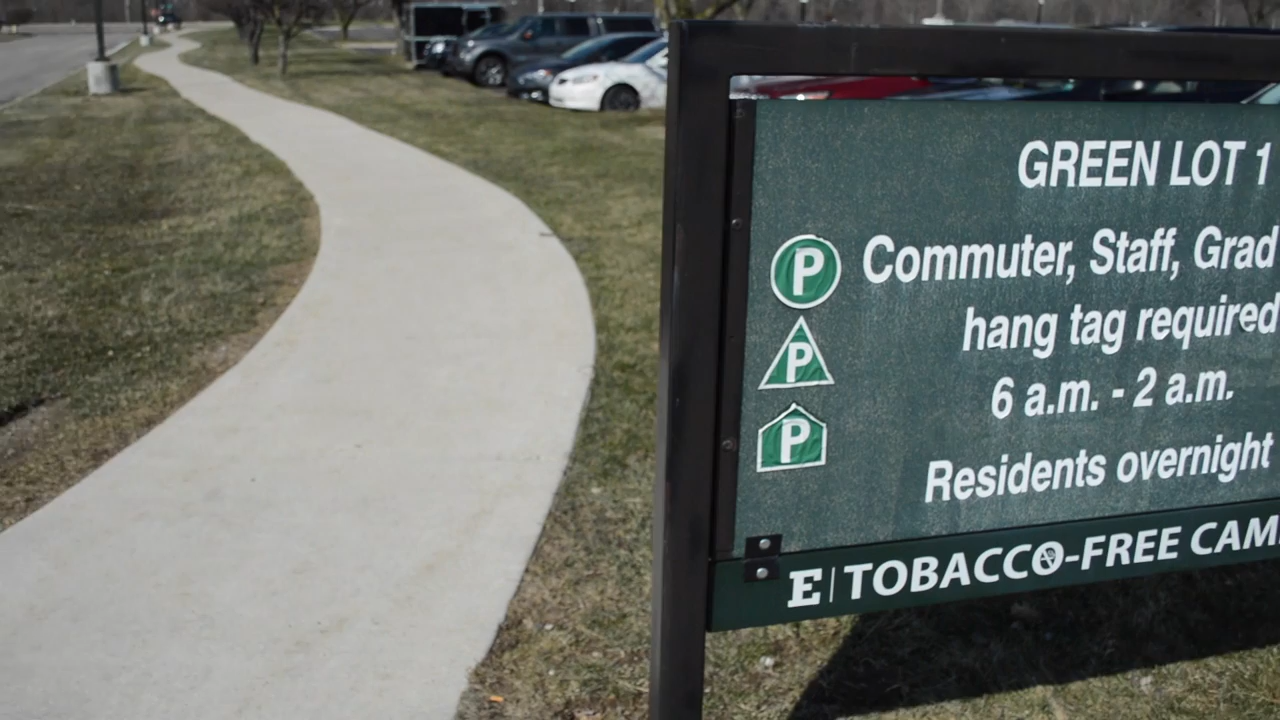 GREEN LOT 1
P Commuter, Staff, Grad
P hang tag required
6 a.m. - 2 a.m.
P
Residents overnight
E | TOBACCO-FREE CAM